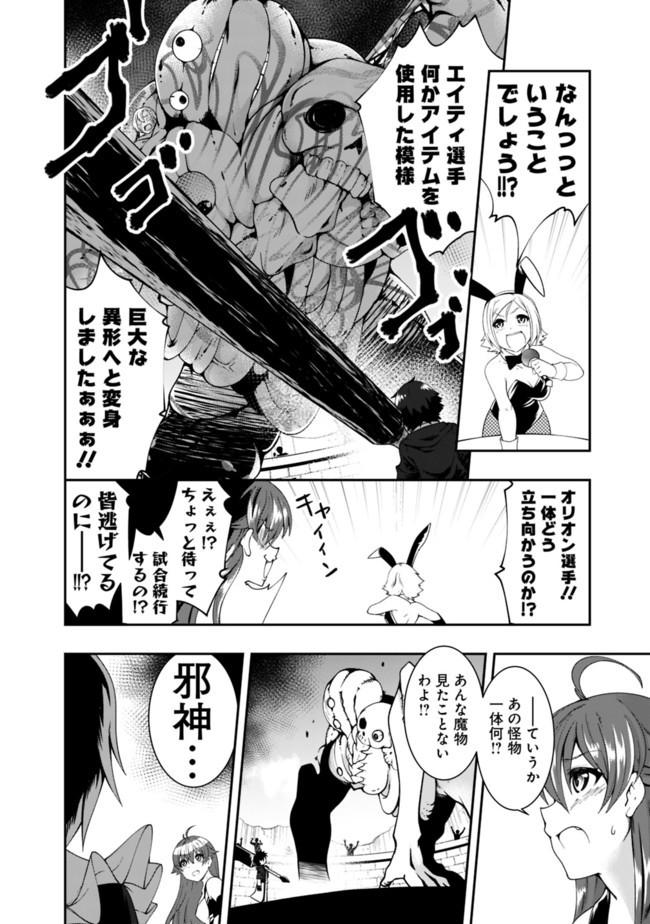 なんっっと
いうこと
でしょう!!?
エイティ選手
何かアイテムを
使用した模様
ゴゴゴ
ゴゴ
巨大な
異形へと変身
しましたぁぁぁ!!
オリオン選手!!
一体どう
立ち向かうのか!?
キャイィィン
えぇぇ!?
ちょっと待って
試合続行
するの!?
皆逃げてる
のに――!!?
――ていうか
あの怪物
一体何!?
あんな魔物
見たことない
わよ!?
邪神…